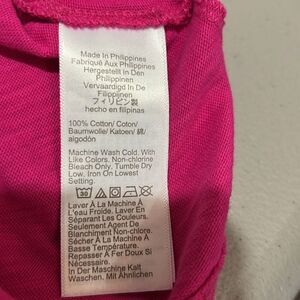 Made In Philippines
Fabriqué Aux Philippines
Hergestellt In Den
Philippinen
Vervaardigd In De
Filippijnen
フィリピン製
hecho en filipinas
100% Cotton/ Coton/
Baumwolle/ Katoen/ 綿/
algodón
Machine Wash Cold. With
Like Colors. Non-chlorine
Bleach Only. Tumble Dry
Low. Iron On Lowest
Setting.
30
Laver À La Machine À
L'eau Froide. Laver En
Séparant Les Couleurs.
Seulement Agent De
Blanchiment Non-chlore.
Sécher À La Machine À
Basse Température.
Repasser À Fer Doux Si
Nécessaire.
In Der Maschine Kalt
Waschen. Mit Ähnlichen